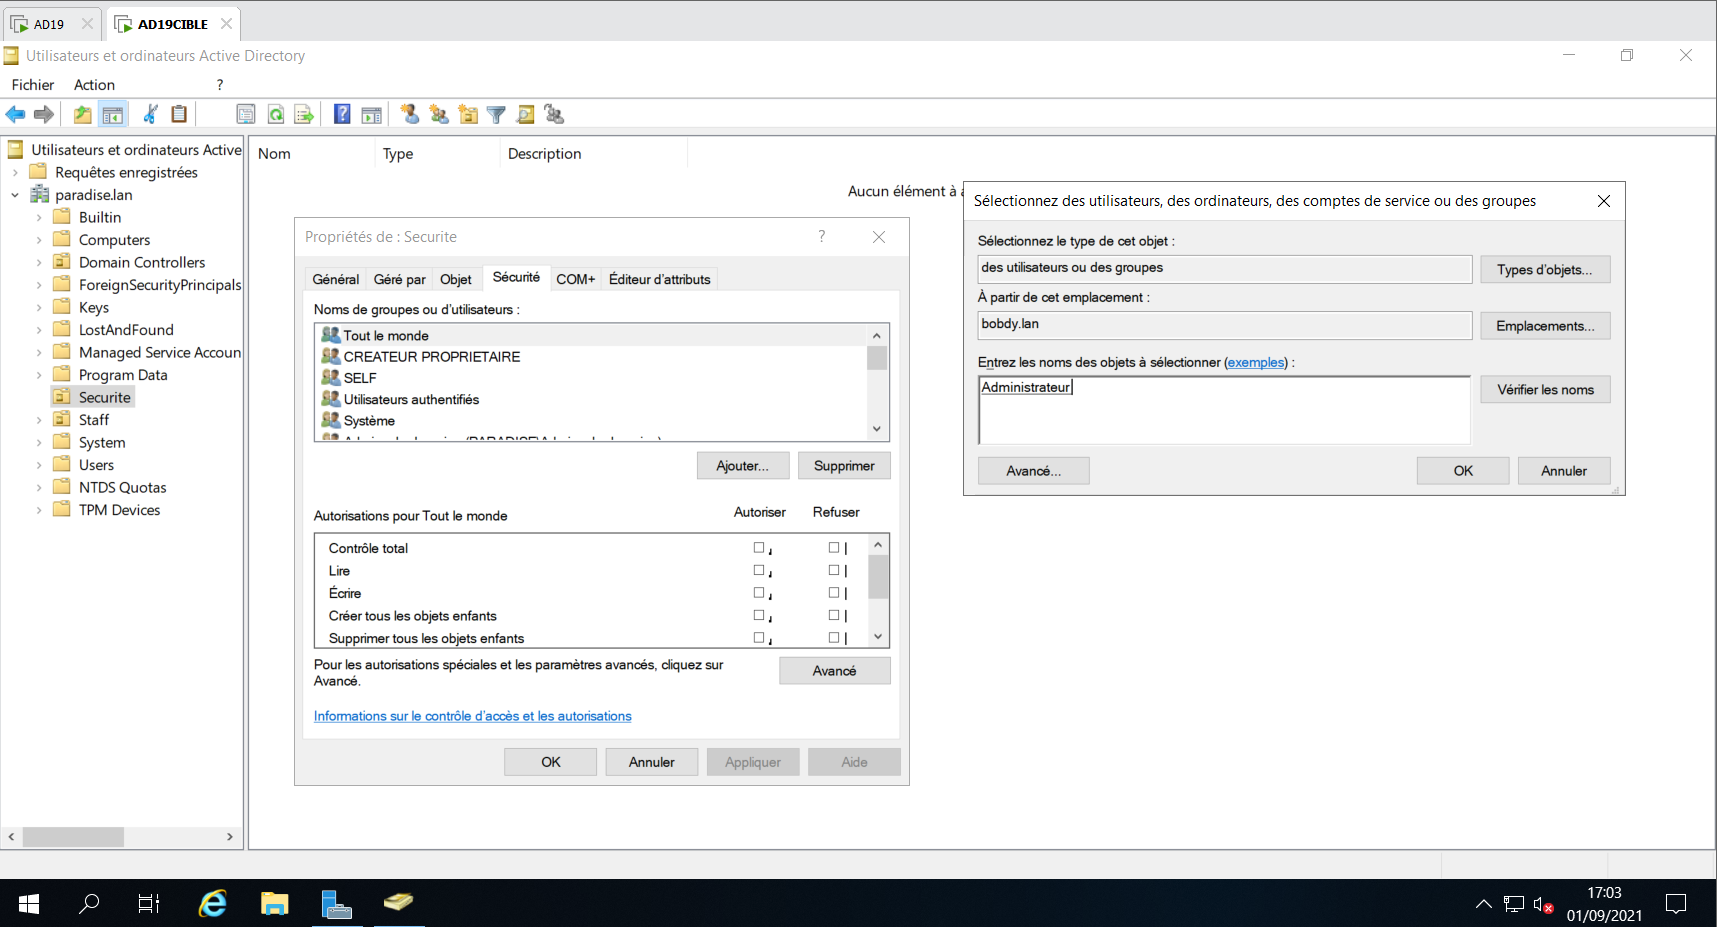 AD19
AD19CIBLE
Utilisateurs et ordinateurs Active Directory
Fichier Action ?
Utilisateurs et ordinateurs Active
Requêtes enregistrées
paradise.lan
Builtin
Computers
Domain Controllers
ForeignSecurityPrincipals
Keys
LostAndFound
Managed Service Accoun
Program Data
Securite
Staff
System
Users
NTDS Quotas
TPM Devices
Nom Type Description
Aucun élément à
Propriétés de : Securite ?
Général Géré par Objet Sécurité COM+ Éditeur d'attributs
Noms de groupes ou d'utilisateurs :
Tout le monde
CREATEUR PROPRIETAIRE
SELF
Utilisateurs authentifiés
Système
Ajouter... Supprimer
Autorisations pour Tout le monde Autoriser Refuser
Contrôle total
Lire
Écrire
Créer tous les objets enfants
Supprimer tous les objets enfants
Pour les autorisations spéciales et les paramètres avancés, cliquez sur
Avancé.
Avancé
Informations sur le contrôle d'accès et les autorisations
OK Annuler Appliquer Aide
Sélectionnez des utilisateurs, des ordinateurs, des comptes de service ou des groupes
Sélectionnez le type de cet objet :
des utilisateurs ou des groupes Types d'objets...
À partir de cet emplacement :
bobdy.lan Emplacements...
Entrez les noms des objets à sélectionner (exemples) :
Administrateur Vérifier les noms
Avancé... OK Annuler
17:03
01/09/2021